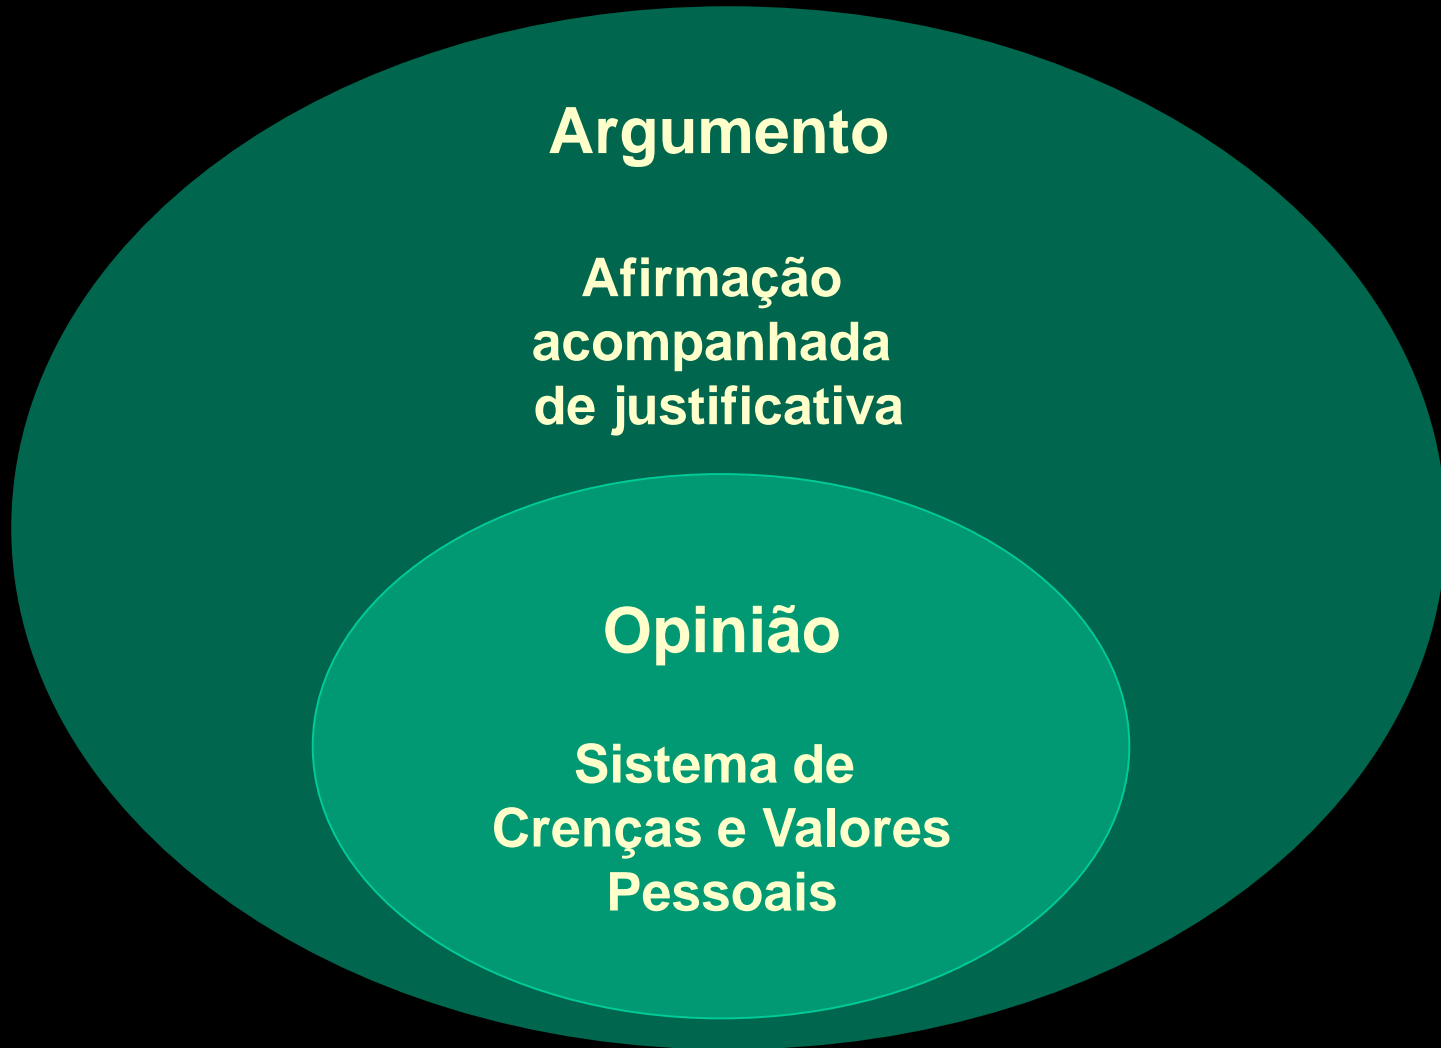 Argumento
Afirmação
acompanhada
de justificativa
Opinião
Sistema de
Crenças e Valores
Pessoais